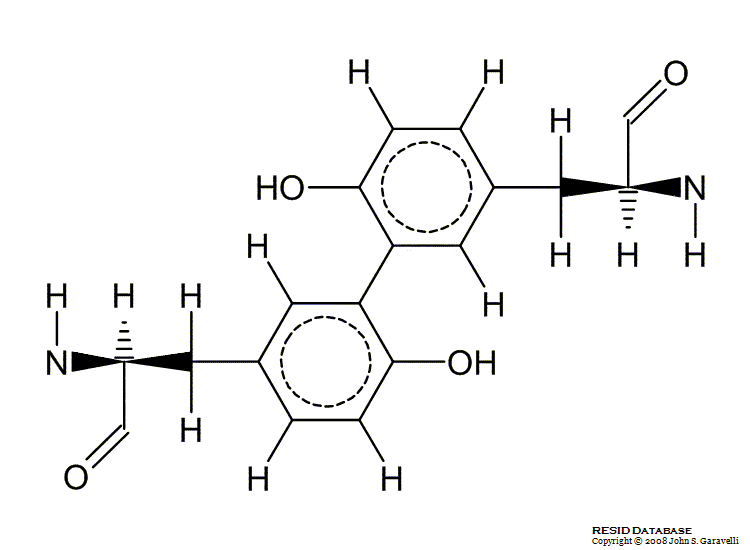 H H O
H
HO N
H
H H H
H
H H H
OH
N
H
O H H
RESID DATABASE
Copyright © 2008 John S. Garavelli